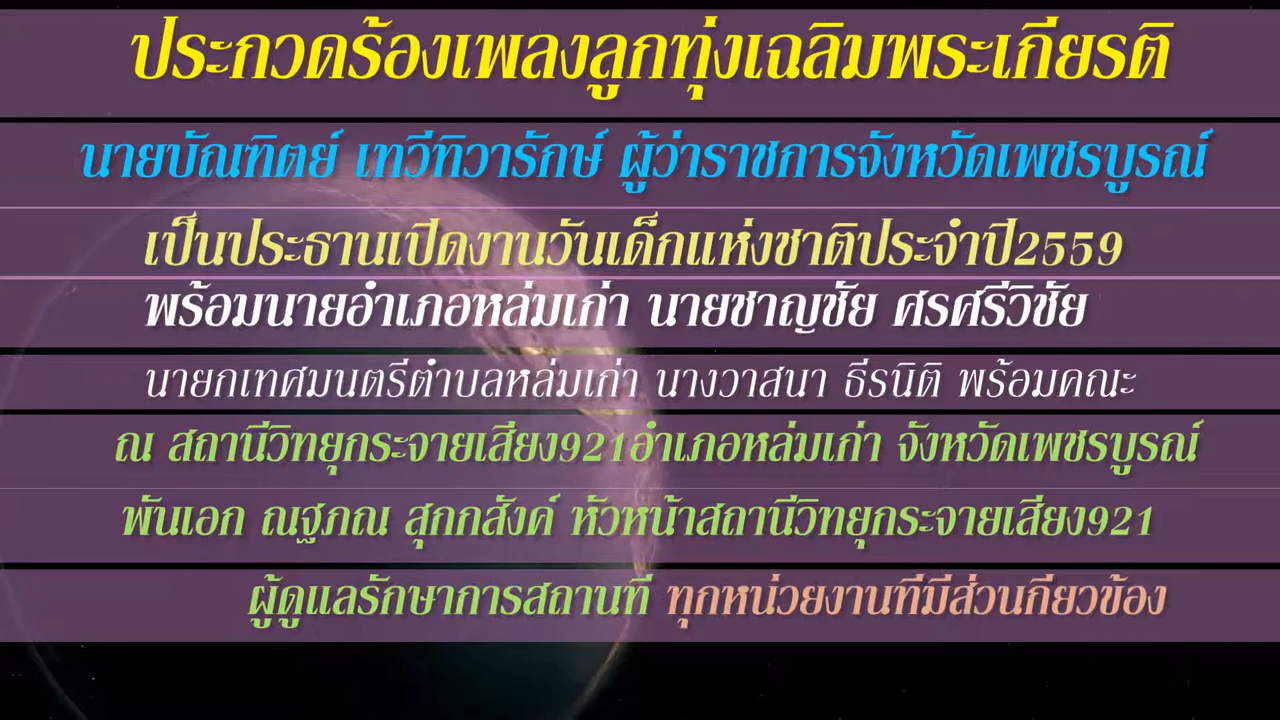 ประกวดร้องเพลงลูกทุ่งเฉลิมพระเกียรติ
นายบัณฑิตย์ เทวีทิวารักษ์ ผู้ว่าราชการจังหวัดเพชรบูรณ์
เป็นประธานเปิดงานวันเด็กแห่งชาติประจำปี2559
พร้อมนายอำเภอหล่มเก่า นายชาญชัย ศรศรีวิชัย
นายกเทศมนตรีตำบลหล่มเก่า นางวาสนา ธีรนิติ พร้อมคณะ
ณ สถานีวิทยุกระจายเสียง921อำเภอหล่มเก่า จังหวัดเพชรบูรณ์
พันเอก ณฐภณ สุกกสังค์ หัวหน้าสถานีวิทยุกระจายเสียง921
ผู้ดูแลรักษาการสถานที ทุกหน่วยงานทีมีส่วนกียวข้อง